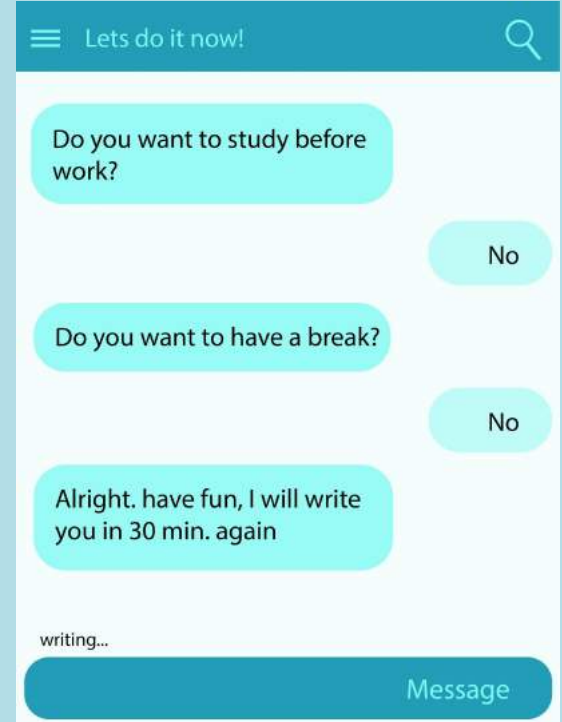 Lets do it now!
Do you want to study before
work?
No
Do you want to have a break?
No
Alright. have fun, I will write
you in 30 min. again
writing...
Message